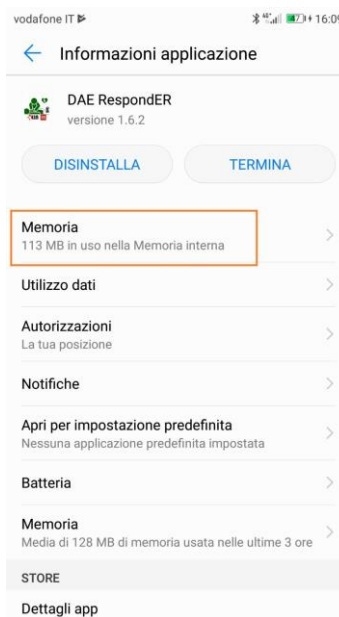 vodafone IT
16:09
Informazioni applicazione
DAE RespondER
versione 1.6.2
DISINSTALLA
TERMINA
Memoria
113 MB in uso nella Memoria interna
Utilizzo dati
Autorizzazioni
La tua posizione
Notifiche
Apri per impostazione predefinita
Nessuna applicazione predefinita impostata
Batteria
Memoria
Media di 128 MB di memoria usata nelle ultime 3 ore
STORE
Dettagli app